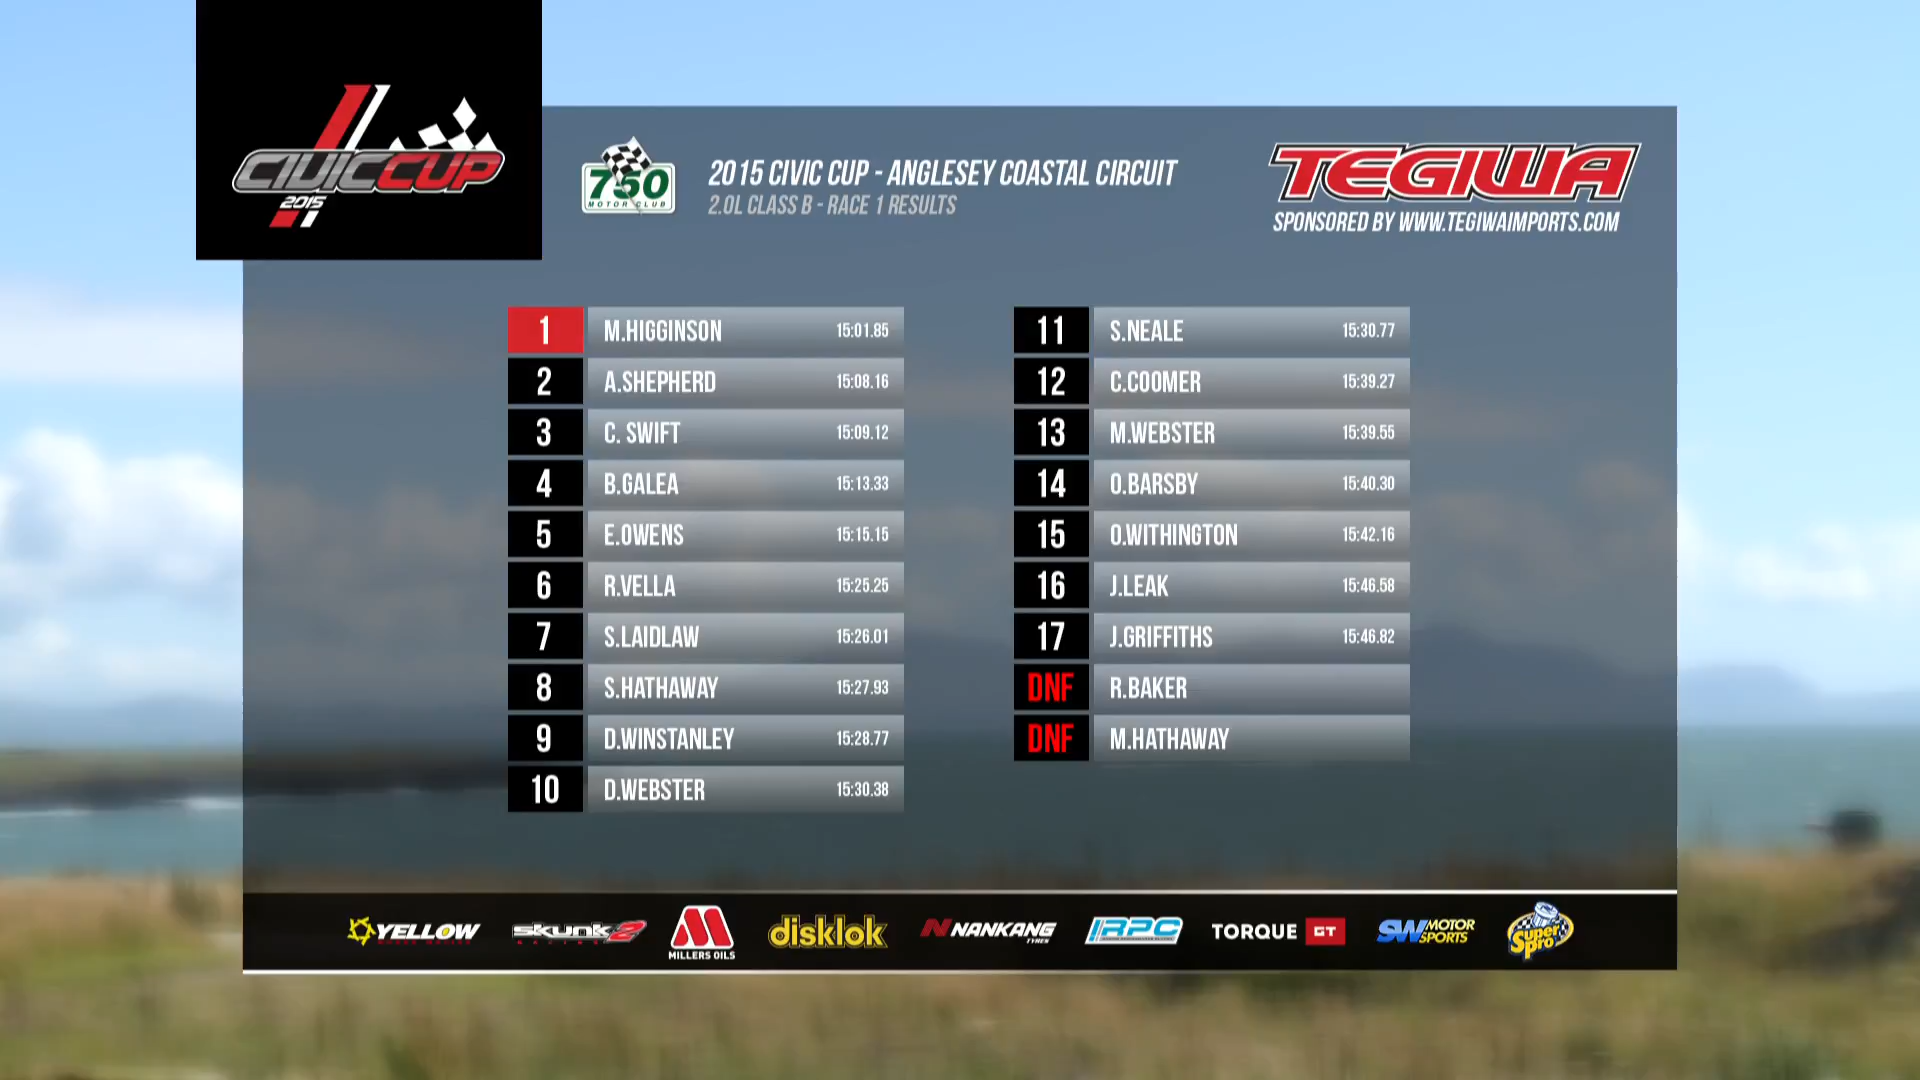 CIVICCUP
2015
750
MOTOR CLUB
2015 CIVIC CUP - ANGLESEY COASTAL CIRCUIT
2.0L CLASS B - RACE 1 RESULTS
TEGIWA
SPONSORED BY WWW.TEGIWAIMPORTS.COM
1 M.HIGGINSON 15:01.85
2 A.SHEPHERD 15:08.16
3 C. SWIFT 15:09.12
4 B.GALEA 15:13.33
5 E.OWENS 15:15.15
6 R.VELLA 15:25.25
7 S.LAIDLAW 15:26.01
8 S.HATHAWAY 15:27.93
9 D.WINSTANLEY 15:28.77
10 D.WEBSTER 15:30.38
11 S.NEALE 15:30.77
12 C.COOMER 15:39.27
13 M.WEBSTER 15:39.55
14 O.BARSBY 15:40.30
15 O.WITHINGTON 15:42.16
16 J.LEAK 15:46.58
17 J.GRIFFITHS 15:46.82
DNF R.BAKER
DNF M.HATHAWAY
YELLOW
skunk2
RACING
MILLERS OILS
disklok
NANKANG
TYRES
RPC
TORQUE GT
SW MOTOR
SPORTS
Super
Pro